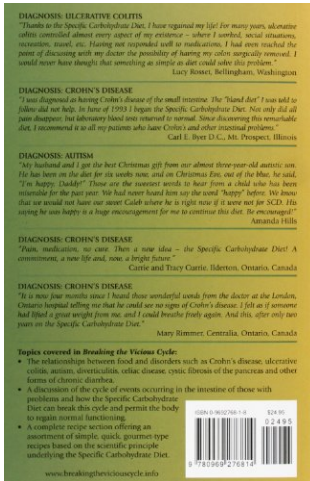 DIAGNOSIS: ULCERATIVE COLITIS
"Thanks to the Specific Carbohydrate Diet, I have regained my life! For many years, ulcerative
colitis controlled almost every aspect of my existence – where I worked, social situations,
recreation, travel, etc. Having not responded well to medications, I had even reached the
point of discussing with my doctor the possibility of having my colon surgically removed. I
would never have thought that something as simple as diet could solve this problem."
Lucy Rosset, Bellingham, Washington
DIAGNOSIS: CROHN'S DISEASE
"I was diagnosed as having Crohn's disease of the small intestine. The "bland diet" I was told to
follow did not help. In June of 1993 I began the Specific Carbohydrate Diet. Not only did all
pain disappear, but laboratory blood tests returned to normal. Since discovering this remarkable
diet, I recommend it to all my patients who have Crohn's and other intestinal problems."
Carl E. Byer D.C., Mt. Prospect, Illinois
DIAGNOSIS: AUTISM
"My husband and I got the best Christmas gift from our almost three-year-old autistic son.
He has been on the diet for six weeks now, and on Christmas Eve, out of the blue, he said,
"I'm happy, Daddy!" Those are the sweetest words to hear from a child who has been
miserable for the past year. We had never heard him say the word "happy" before. We know
that we would not have our sweet Caleb where he is right now if it were not for SCD. His
saying he was happy is a huge encouragement for me to continue this diet. Be encouraged!"
Amanda Hills
DIAGNOSIS: CROHN'S DISEASE
"Pain, medication, no cure. Then a new idea – the Specific Carbohydrate Diet! A
commitment, a new life and, now, a bright future."
Carrie and Tracy Currie, Ilderton, Ontario, Canada
DIAGNOSIS: CROHN'S DISEASE
"It is now four months since I heard those wonderful words from the doctor at the London,
Ontario hospital telling me that he could see no signs of Crohn's disease. I felt as if someone
had lifted a great weight from me, and I could breathe freely again. And this, after only two
years on the Specific Carbohydrate Diet."
Mary Rimmer, Centralia, Ontario, Canada
Topics covered in Breaking the Vicious Cycle:
• The relationships between food and disorders such as Crohn's disease, ulcerative
colitis, autism, diverticulitis, celiac disease, cystic fibrosis of the pancreas and other
forms of chronic diarrhea.
• A discussion of the cycle of events occurring in the intestine of those with
problems and how the Specific Carbohydrate
Diet can break this cycle and permit the body
to regain normal functioning.
• A complete recipe section offering an
assortment of simple, quick, gourmet-type
recipes based on the scientific principle
underlying the Specific Carbohydrate Diet.
www.breakingtheviciouscycle.info
ISBN 0-9692768-1-8 $24.95
02495
9 780969 276814